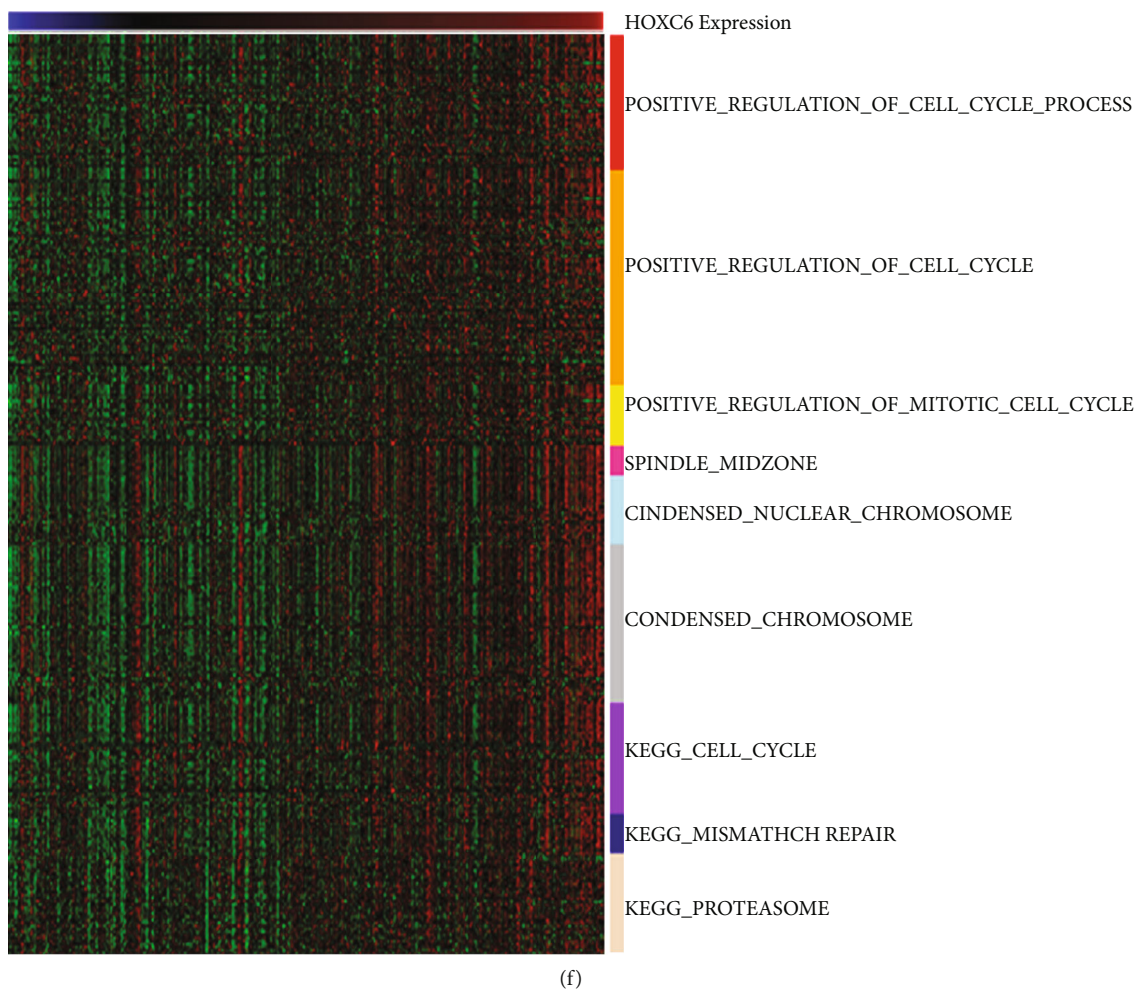 HOXC6 Expression
POSITIVE_REGULATION_OF_CELL_CYCLE_PROCESS
POSITIVE_REGULATION_OF_CELL_CYCLE
POSITIVE_REGULATION_OF_MITOTIC_CELL_CYCLE
SPINDLE_MIDZONE
CINDENSED_NUCLEAR_CHROMOSOME
CONDENSED_CHROMOSOME
KEGG_CELL_CYCLE
KEGG_MISMATHCH REPAIR
KEGG_PROTEASOME
(f)